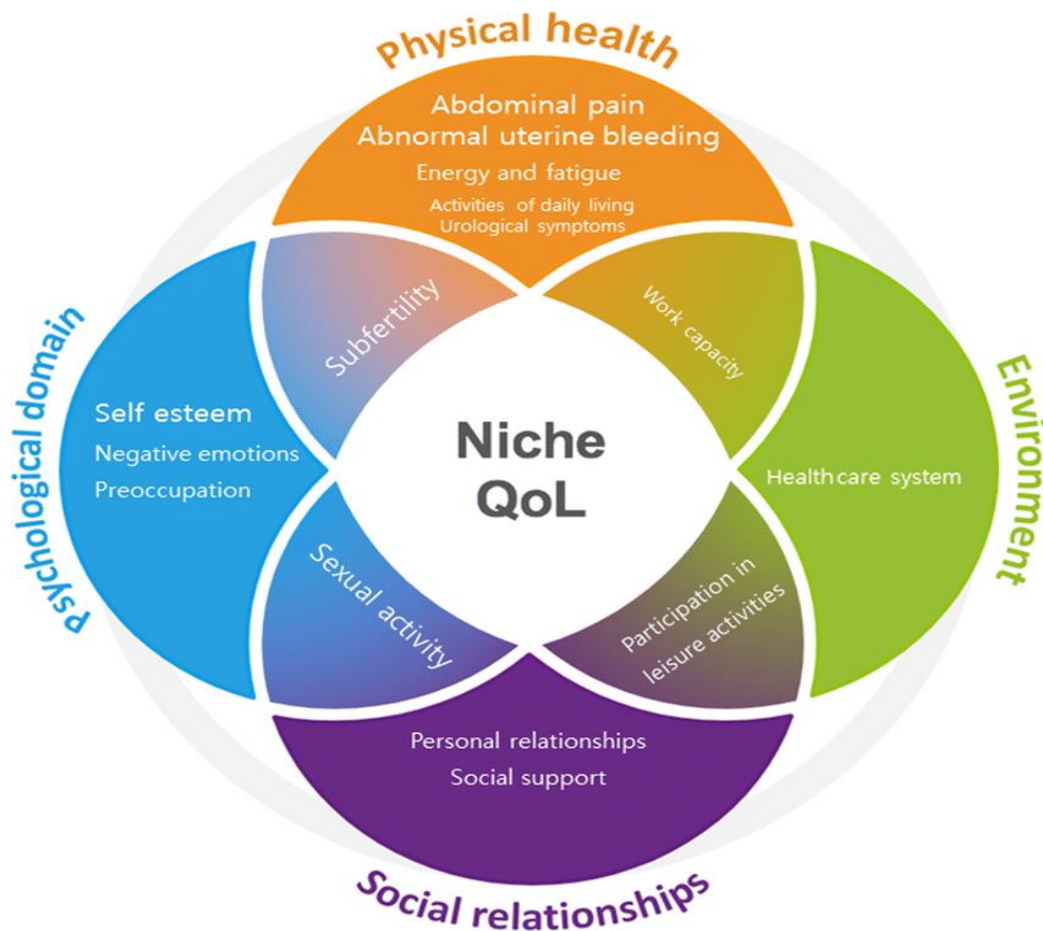 Physical health
Abdominal pain
Abnormal uterine bleeding
Energy and fatigue
Activities of daily living
Urological symptoms
Subfertility
Work capacity
Psychological domain
Self esteem
Negative emotions
Preoccupation
Niche
QoL
Healthcare system
Environment
Sexual activity
Participation in
leisure activities
Personal relationships
Social support
Social relationships